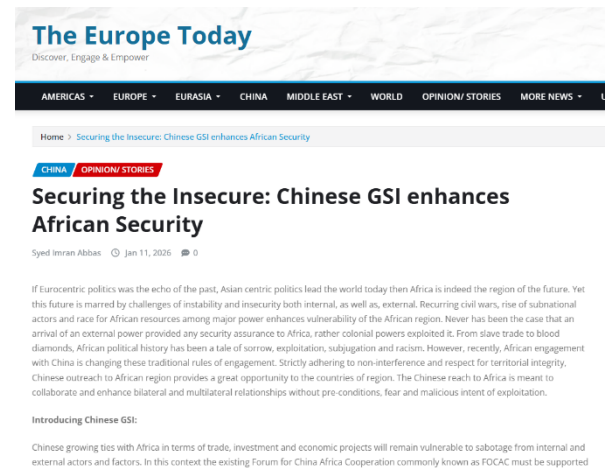 The Europe Today
Discover, Engage & Empower
AMERICAS EUROPE EURASIA CHINA MIDDLE EAST WORLD OPINION/ STORIES MORE NEWS
Home > Securing the Insecure: Chinese GSI enhances African Security
CHINA OPINION/ STORIES
Securing the Insecure: Chinese GSI enhances
African Security
Syed Imran Abbas Jan 11, 2026 0
If Eurocentric politics was the echo of the past, Asian centric politics lead the world today then Africa is indeed the region of the future. Yet
this future is marred by challenges of instability and insecurity both internal, as well as, external. Recurring civil wars, rise of subnational
actors and race for African resources among major power enhances vulnerability of the African region. Never has been the case that an
arrival of an external power provided any security assurance to Africa, rather colonial powers exploited it. From slave trade to blood
diamonds, African political history has been a tale of sorrow, exploitation, subjugation and racism. However, recently, African engagement
with China is changing these traditional rules of engagement. Strictly adhering to non-interference and respect for territorial integrity,
Chinese outreach to African region provides a great opportunity to the countries of region. The Chinese reach to Africa is meant to
collaborate and enhance bilateral and multilateral relationships without pre-conditions, fear and malicious intent of exploitation.
Introducing Chinese GSI:
Chinese growing ties with Africa in terms of trade, investment and economic projects will remain vulnerable to sabotage from internal and
external actors and factors. In this context the existing Forum for China Africa Cooperation commonly known as FOCAC must be supported